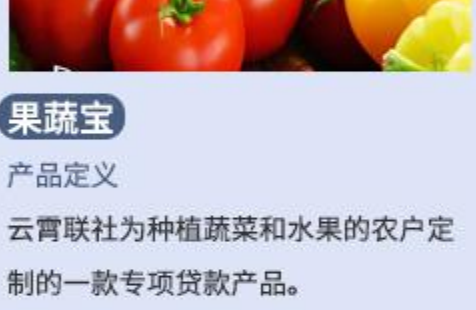 果蔬宝
产品定义
云霄联社为种植蔬菜和水果的农户定
制的一款专项贷款产品。